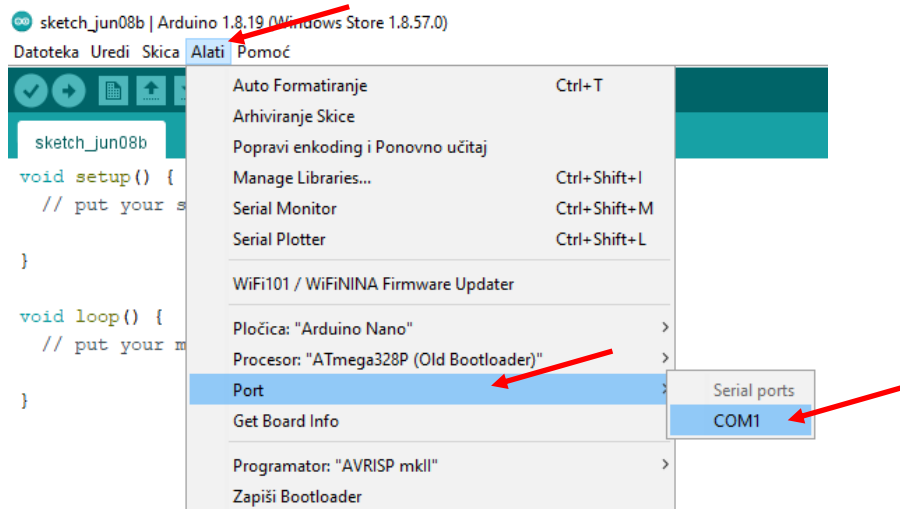 sketch_jun08b | Arduino 1.8.19 (Windows Store 1.8.57.0)
Datoteka Uredi Skica Alati Pomoć
sketch_jun08b
void setup() {
// put your s
}
void loop() {
// put your m
}
Auto Formatiranje Ctrl+T
Arhiviranje Skice
Popravi enkoding i Ponovno učitaj
Manage Libraries... Ctrl+Shift+I
Serial Monitor Ctrl+Shift+M
Serial Plotter Ctrl+Shift+L
WiFi101 / WiFiNINA Firmware Updater
Pločica: "Arduino Nano"
Procesor: "ATmega328P (Old Bootloader)"
Port
Get Board Info
Programator: "AVRISP mkII"
Zapiši Bootloader
Serial ports
COM1